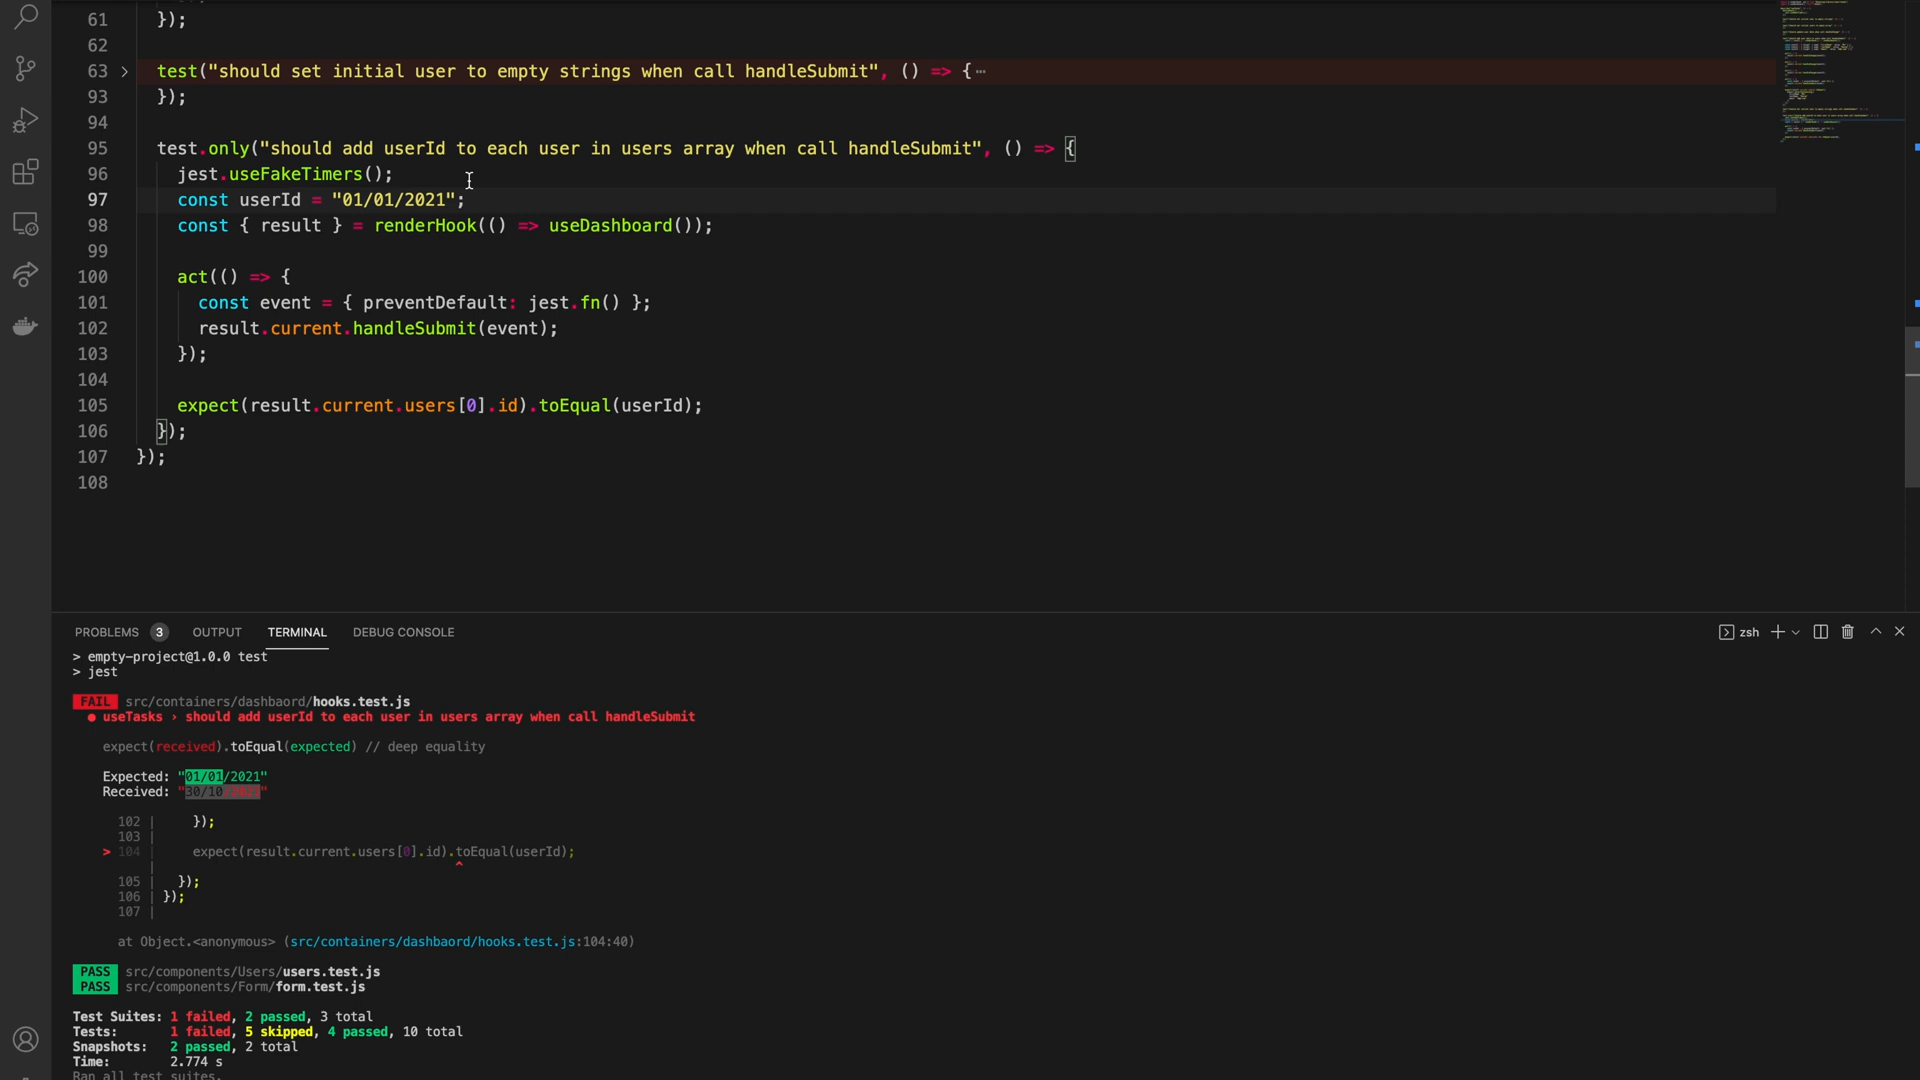 61 });
62
63 test("should set initial user to empty strings when call handleSubmit", () => {…
93 });
94
95 test.only("should add userId to each user in users array when call handleSubmit", () => {
96 jest.useFakeTimers();
97 const userId = "01/01/2021";
98 const { result } = renderHook(() => useDashboard());
99
100 act(() => {
101 const event = { preventDefault: jest.fn() };
102 result.current.handleSubmit(event);
103 });
104
105 expect(result.current.users[0].id).toEqual(userId);
106 });
107 });
108
PROBLEMS 3 OUTPUT TERMINAL DEBUG CONSOLE zsh
> empty-project@1.0.0 test
> jest
FAIL src/containers/dashbaord/hooks.test.js
● useTasks › should add userId to each user in users array when call handleSubmit
expect(received).toEqual(expected) // deep equality
Expected: "01/01/2021"
Received: "30/10/
102 | });
103 |
> 104 | expect(result.current.users[0].id).toEqual(userId);
| ^
105 | });
106 | });
107 |
at Object.<anonymous> (src/containers/dashbaord/hooks.test.js:104:40)
PASS src/components/Users/users.test.js
PASS src/components/Form/form.test.js
Test Suites: 1 failed, 2 passed, 3 total
Tests: 1 failed, 5 skipped, 4 passed, 10 total
Snapshots: 2 passed, 2 total
Time: 2.774 s
Ran all test suites.